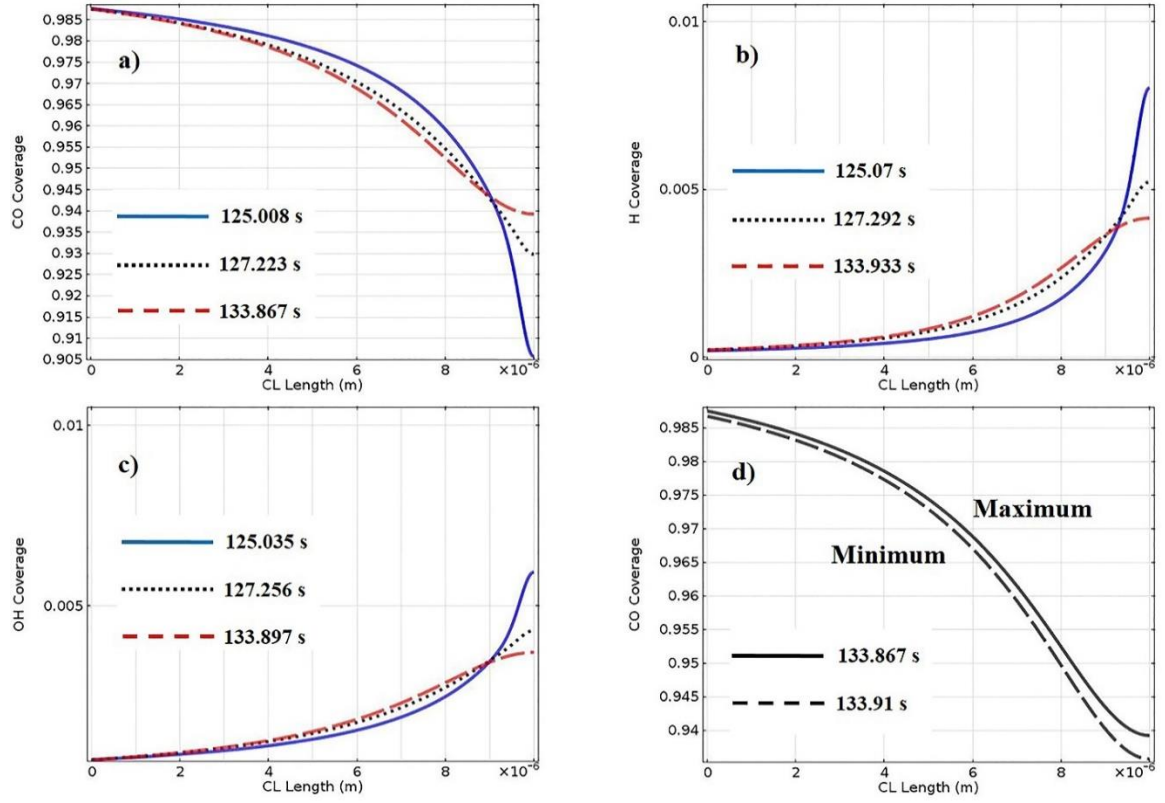 a)
0.985
0.98
0.975
0.97
0.965
0.96
0.955
0.95
0.945
0.94
0.935
0.93
0.925
0.92
0.915
0.91
0.905
CO Coverage
125.008 s
127.223 s
133.867 s
0 2 4 6 8 ×10⁻⁶
CL Length (m)
b)
0.01
0.005
0
H Coverage
125.07 s
127.292 s
133.933 s
0 2 4 6 8 ×10⁻⁶
CL Length (m)
c)
0.01
0.005
OH Coverage
125.035 s
127.256 s
133.897 s
0 2 4 6 8 ×10⁻⁶
CL Length (m)
d)
0.985
0.98
0.975
0.97
0.965
0.96
0.955
0.95
0.945
0.94
CO Coverage
Maximum
Minimum
133.867 s
133.91 s
0 2 4 6 8 ×10⁻⁶
CL Length (m)